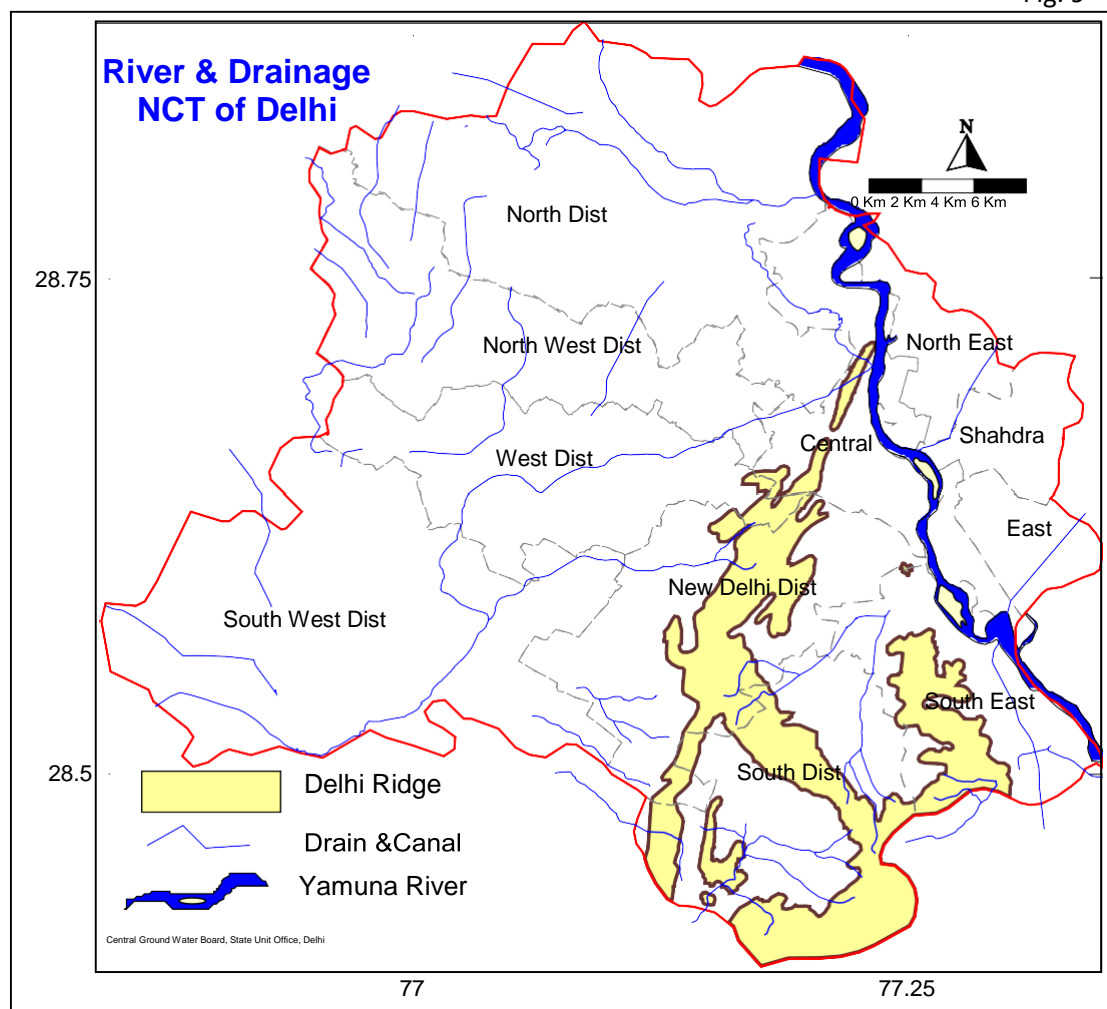 River & Drainage
NCT of Delhi
N
0 Km 2 Km 4 Km 6 Km
North Dist
28.75
North West Dist
North East
Central
Shahdra
West Dist
East
New Delhi Dist
South West Dist
South East
28.5
South Dist
Delhi Ridge
Drain &Canal
Yamuna River
Central Ground Water Board, State Unit Office, Delhi
77
77.25